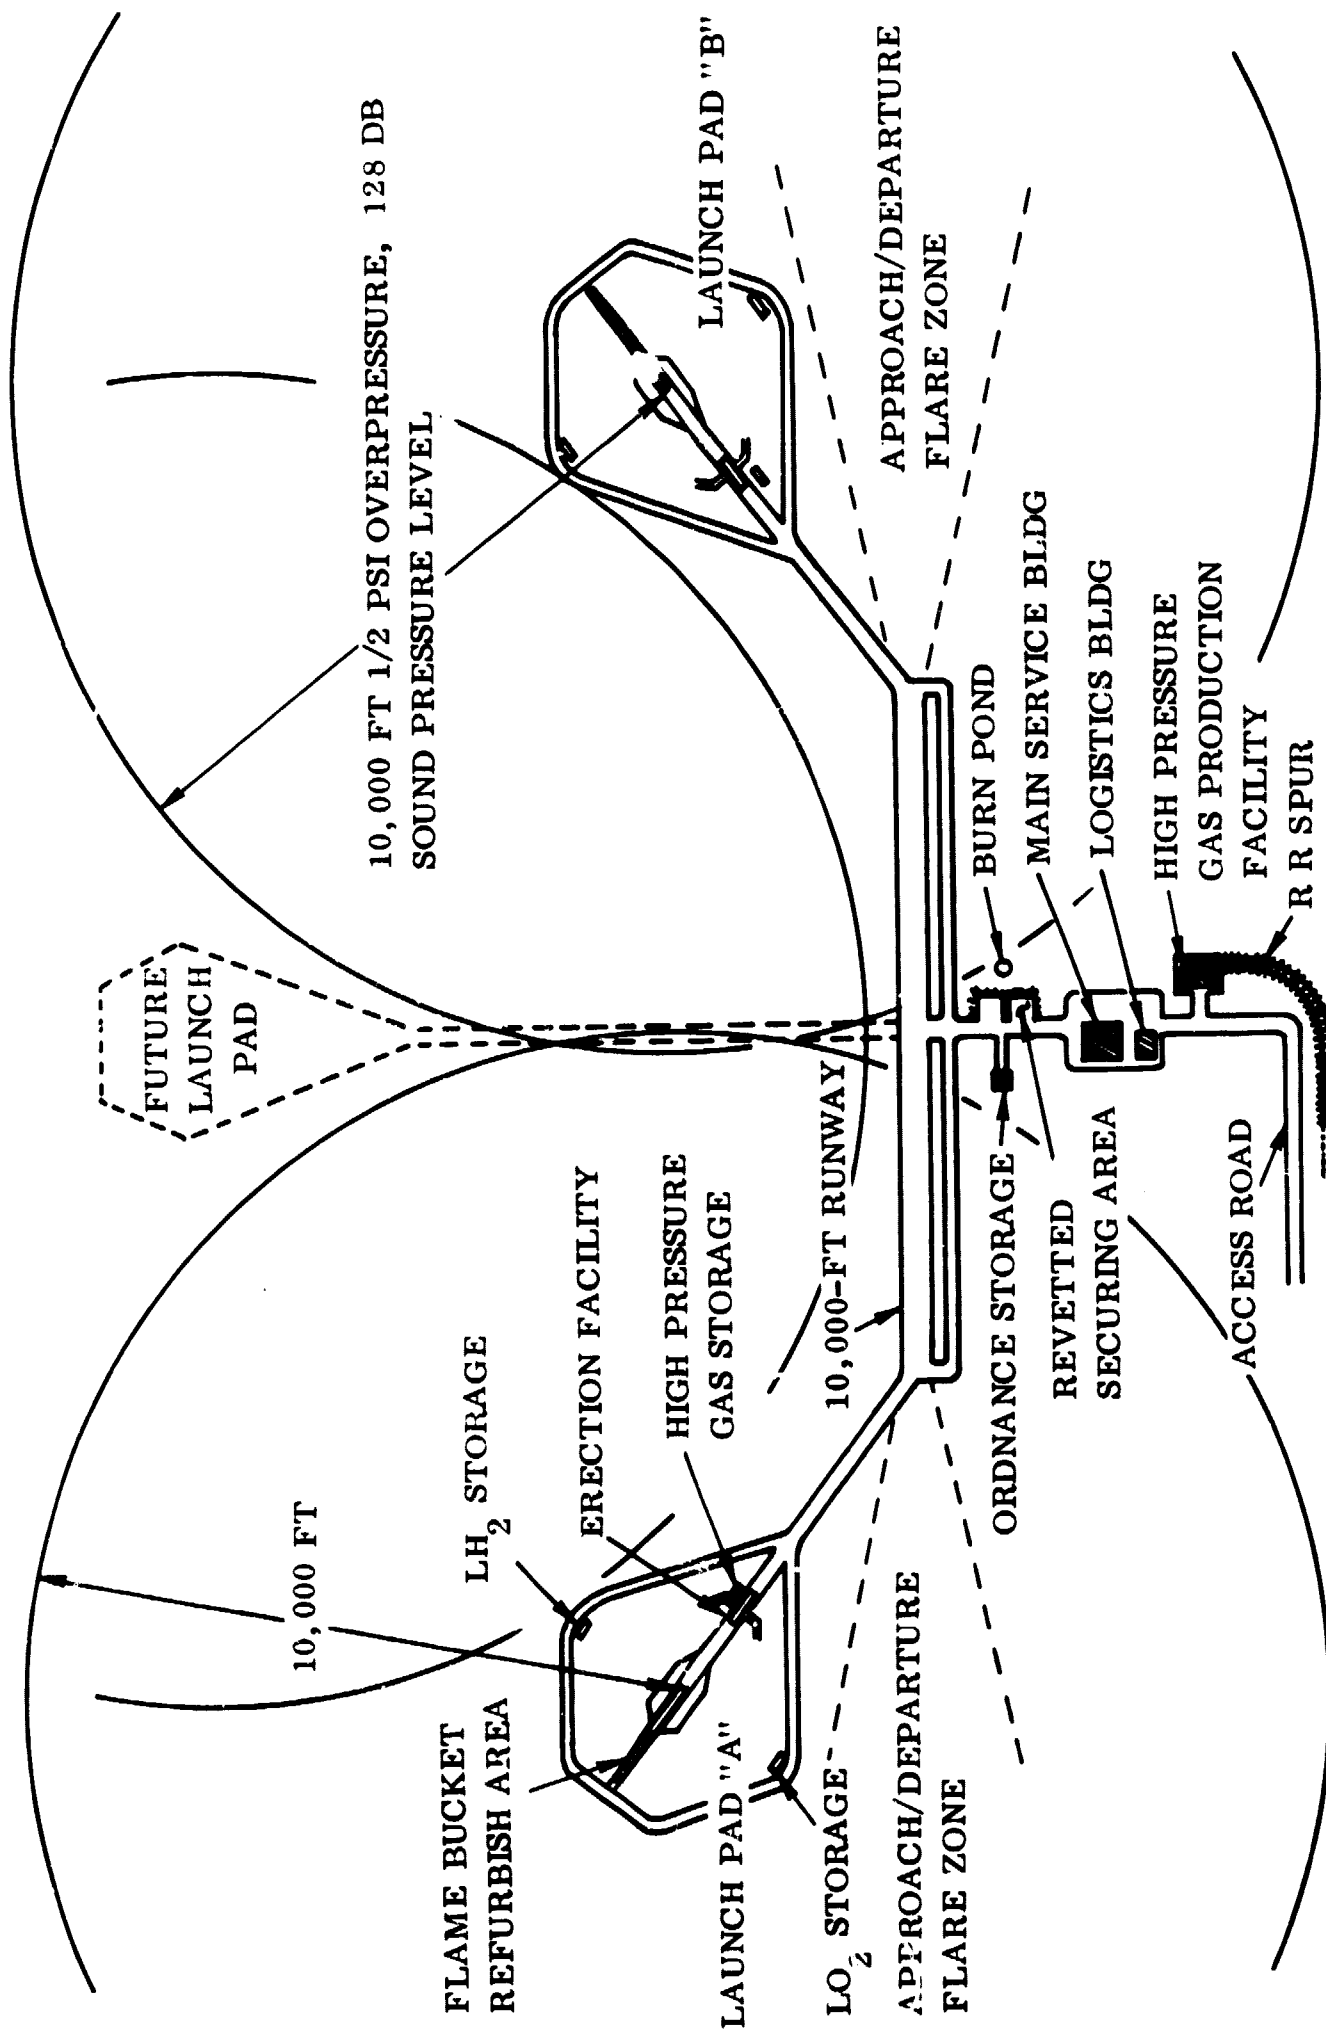 10,000 FT 1/2 PSI OVERPRESSURE, 128 DB
SOUND PRESSURE LEVEL
FUTURE
LAUNCH
PAD
10,000 FT
LH2 STORAGE
ERECTION FACILITY
HIGH PRESSURE
GAS STORAGE
FLAME BUCKET
REFURBISH AREA
LAUNCH PAD "A"
LO2 STORAGE
APPROACH/DEPARTURE
FLARE ZONE
10,000-FT RUNWAY
LAUNCH PAD "B"
APPROACH/DEPARTURE
FLARE ZONE
ORDNANCE STORAGE
REVETTED
SECURING AREA
ACCESS ROAD
BURN POND
MAIN SERVICE BLDG
LOGISTICS BLDG
HIGH PRESSURE
GAS PRODUCTION
FACILITY
R R SPUR